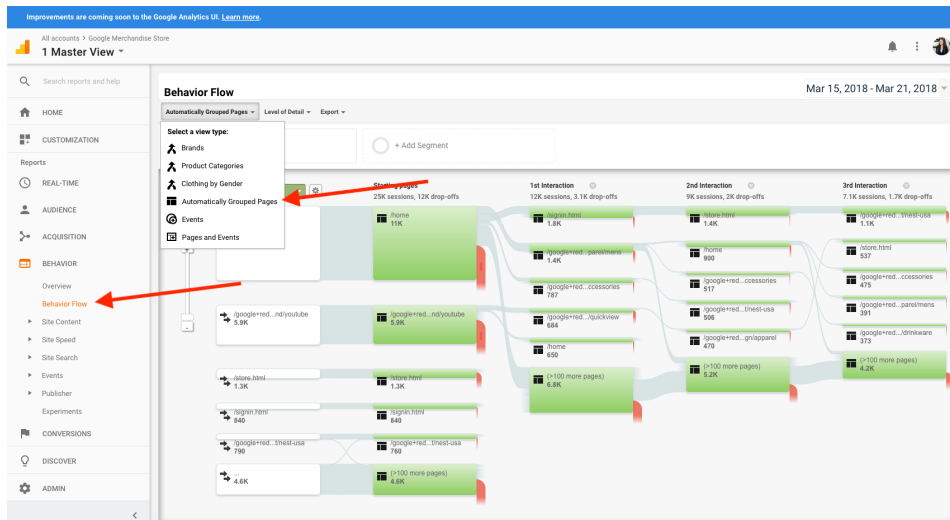 Improvements are coming soon to the Google Analytics UI. Learn more.
All accounts > Google Merchandise Store
1 Master View
Search reports and help
HOME
CUSTOMIZATION
Reports
REAL-TIME
AUDIENCE
ACQUISITION
BEHAVIOR
Overview
Behavior Flow
Site Content
Site Speed
Site Search
Events
Publisher
Experiments
CONVERSIONS
DISCOVER
ADMIN
Behavior Flow
Mar 15, 2018 - Mar 21, 2018
Automatically Grouped Pages
Level of Detail
Export
Select a view type:
Brands
Product Categories
Clothing by Gender
Automatically Grouped Pages
Events
Pages and Events
+ Add Segment
/google+red...nd/youtube
5.9K
/store.html
1.3K
/signin.html
840
/google+red...t/nest-usa
790
...
4.6K
Starting pages
25K sessions, 12K drop-offs
/home
11K
/google+red...nd/youtube
5.9K
/store.html
1.3K
/signin.html
840
/google+red...t/nest-usa
760
(>100 more pages)
4.6K
1st Interaction
12K sessions, 3.1K drop-offs
/signin.html
1.8K
/google+red...parel/mens
1.4K
/google+red...ccessories
787
/google+red.../quickview
684
/home
650
(>100 more pages)
6.8K
2nd Interaction
9K sessions, 2K drop-offs
/store.html
1.4K
/home
900
/google+red...ccessories
517
/google+red...t/nest-usa
506
/google+red...gn/apparel
470
(>100 more pages)
5.2K
3rd Interaction
7.1K sessions, 1.7K drop-offs
/google+red...t/nest-usa
1.1K
/store.html
537
/google+red...ccessories
475
/google+red...parel/mens
391
/google+red.../drinkware
373
(>100 more pages)
4.2K